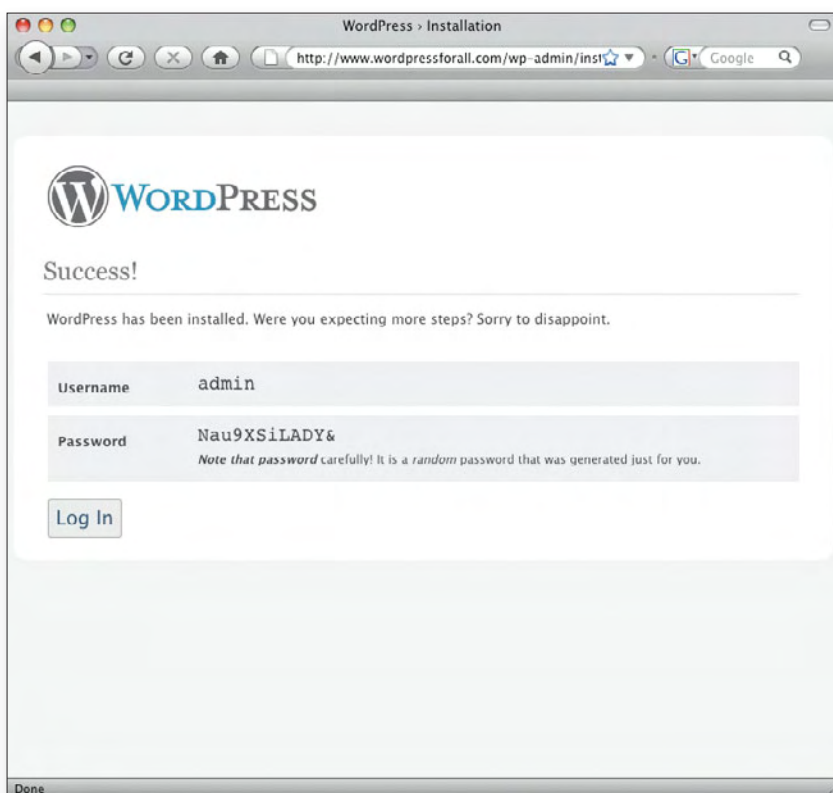 WordPress › Installation
http://www.wordpressforall.com/wp-admin/inst
G Google
WORDPRESS
Success!
WordPress has been installed. Were you expecting more steps? Sorry to disappoint.
Username admin
Password Nau9XSiLADY&
Note that password carefully! It is a random password that was generated just for you.
Log In
Done